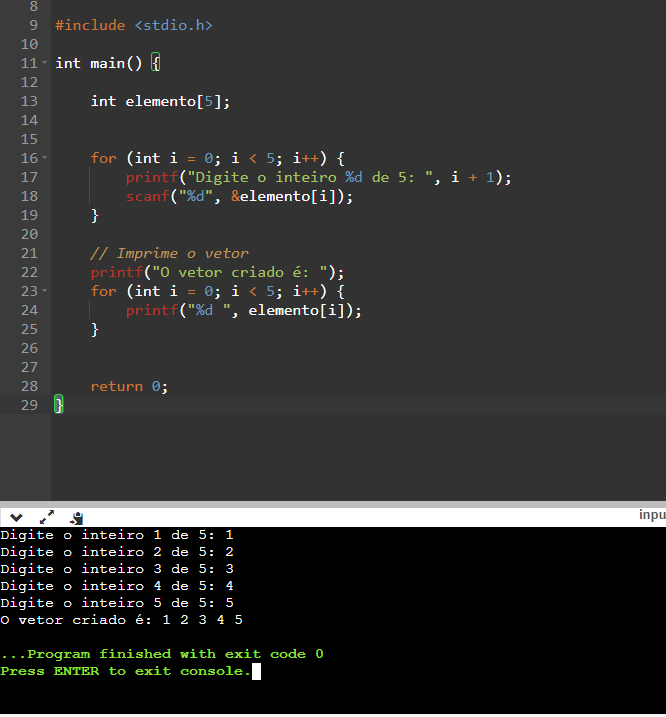 8
9 #include <stdio.h>
10
11 int main() {
12
13 int elemento[5];
14
15
16 for (int i = 0; i < 5; i++) {
17 printf("Digite o inteiro %d de 5: ", i + 1);
18 scanf("%d", &elemento[i]);
19 }
20
21 // Imprime o vetor
22 printf("O vetor criado é: ");
23 for (int i = 0; i < 5; i++) {
24 printf("%d ", elemento[i]);
25 }
26
27
28 return 0;
29 }
inpu
Digite o inteiro 1 de 5: 1
Digite o inteiro 2 de 5: 2
Digite o inteiro 3 de 5: 3
Digite o inteiro 4 de 5: 4
Digite o inteiro 5 de 5: 5
O vetor criado é: 1 2 3 4 5
...Program finished with exit code 0
Press ENTER to exit console.